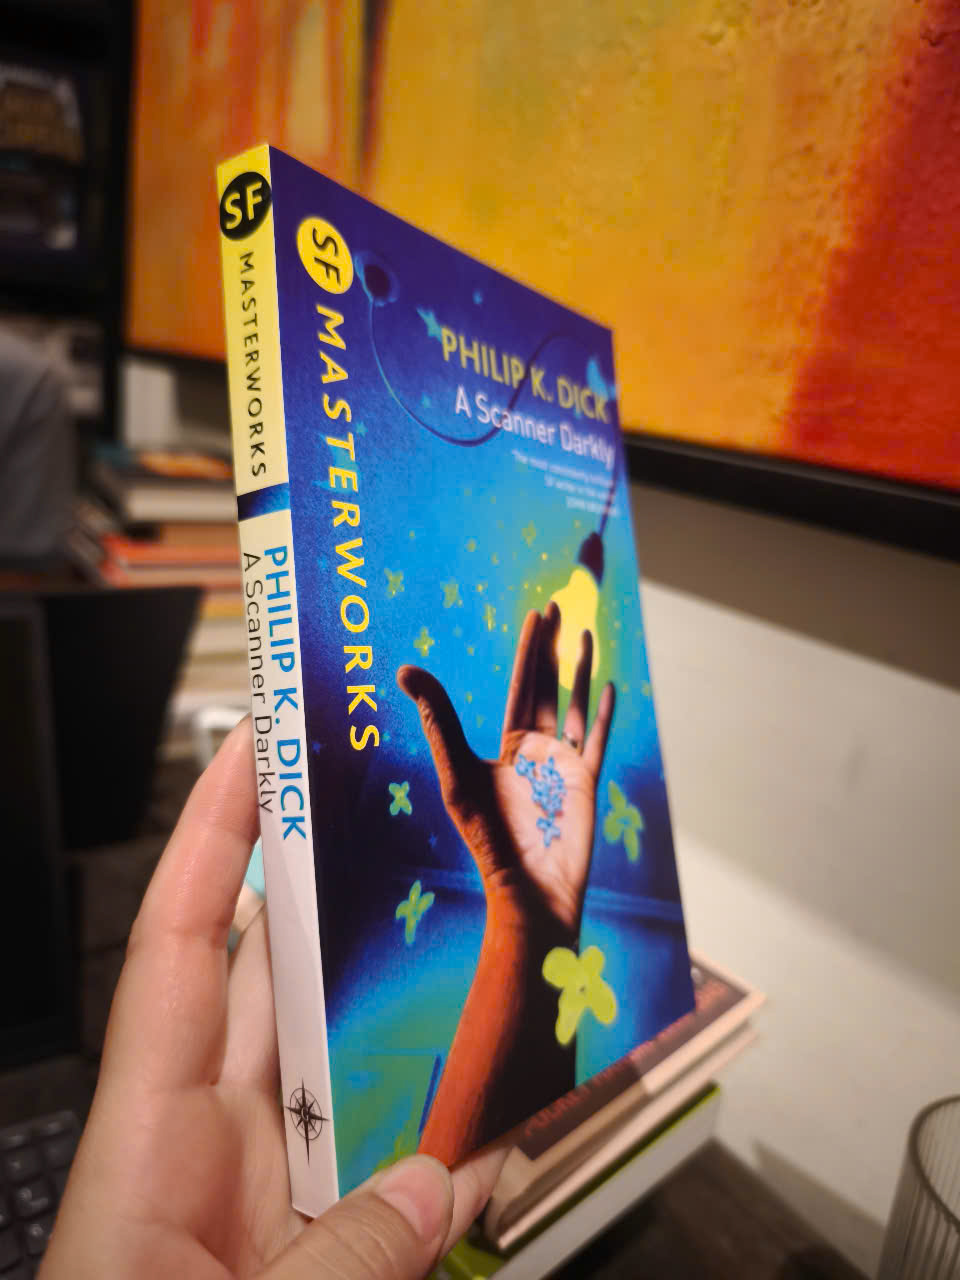 SF
MASTERWORKS
PHILIP K. DICK
A Scanner Darkly
SF MASTERWORKS
PHILIP K. DICK
A Scanner Darkly